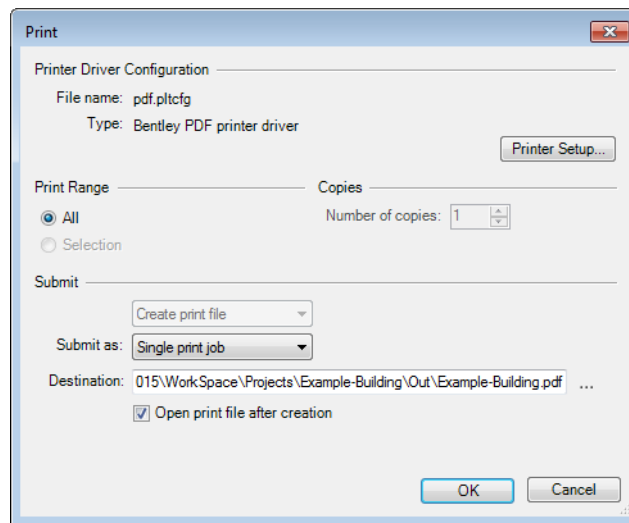 Print
Printer Driver Configuration
File name: pdf.pltcfg
Type: Bentley PDF printer driver
Printer Setup...
Print Range
Copies
All
Number of copies: 1
Selection
Submit
Create print file
Submit as: Single print job
Destination: 015\WorkSpace\Projects\Example-Building\Out\Example-Building.pdf ...
Open print file after creation
OK
Cancel